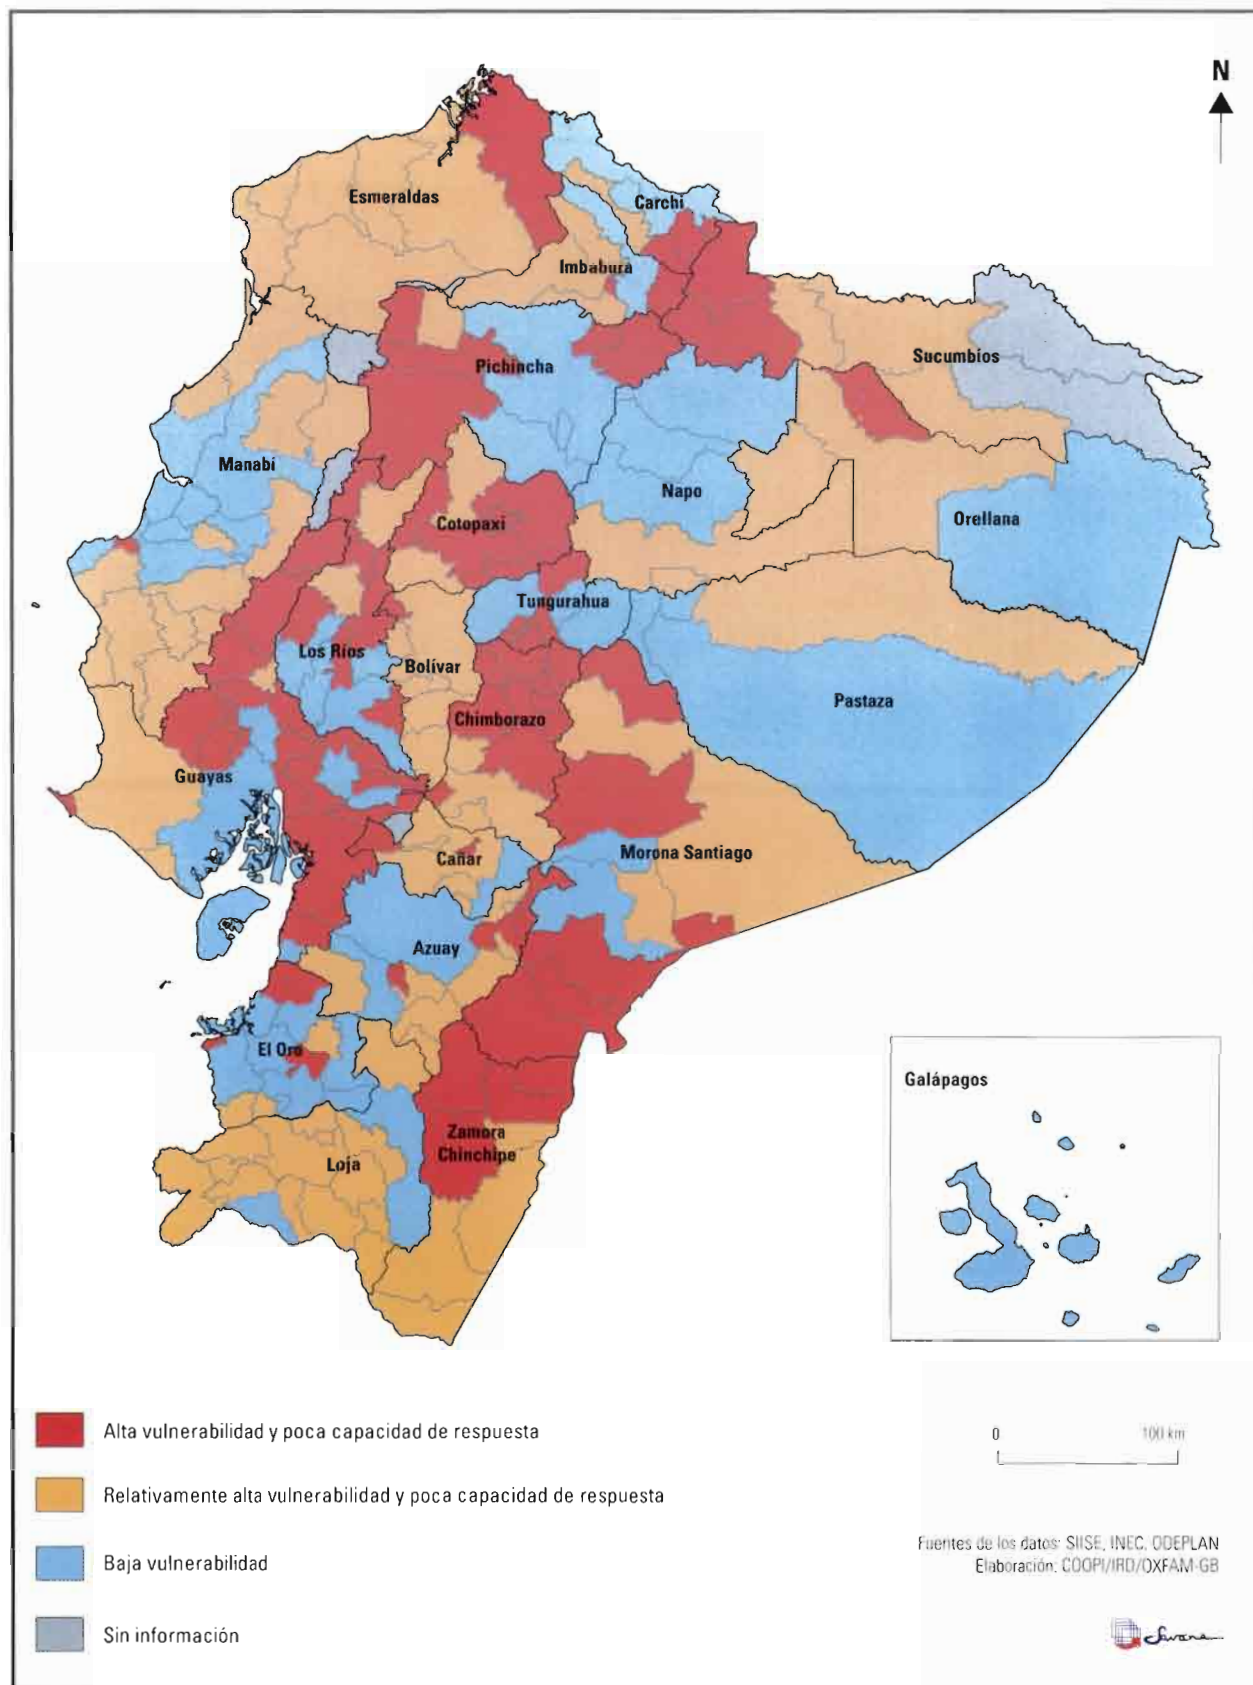 N
Esmeraldas
Carchi
Imbabura
Sucumbios
Pichincha
Manabí
Napo
Cotopaxi
Orellana
Tungurahua
Los Ríos
Bolívar
Pastaza
Chimborazo
Guayas
Cañar
Morona Santiago
Azuay
El Oro
Galápagos
Zamora
Chinchipe
Loja
Alta vulnerabilidad y poca capacidad de respuesta
0 100 km
Relativamente alta vulnerabilidad y poca capacidad de respuesta
Fuentes de los datos: SIISE, INEC, ODEPLAN
Elaboración: COOPI/IRD/OXFAM-GB
Baja vulnerabilidad
Sin información
Savane